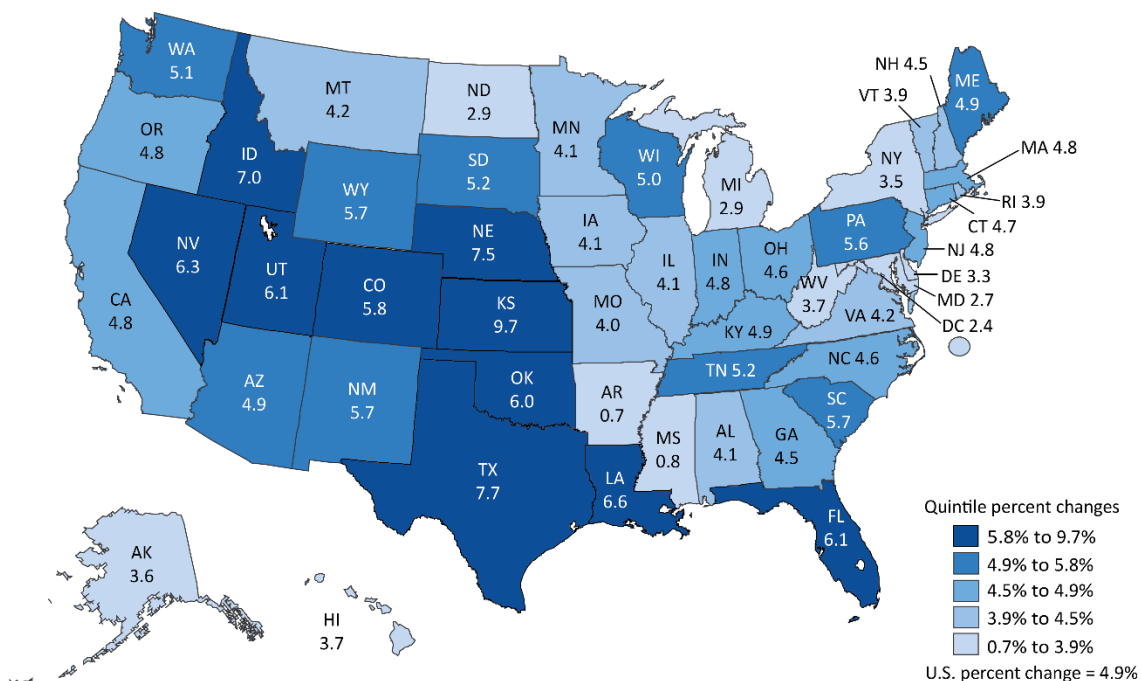 WA
5.1
MT
4.2
ND
2.9
MN
4.1
OR
4.8
ID
7.0
WY
5.7
SD
5.2
WI
5.0
MI
2.9
NY
3.5
VT 3.9
NH 4.5
ME
4.9
MA 4.8
RI 3.9
CT 4.7
NJ 4.8
DE 3.3
MD 2.7
DC 2.4
PA
5.6
NV
6.3
UT
6.1
CO
5.8
NE
7.5
KS
9.7
IA
4.1
MO
4.0
IL
4.1
IN
4.8
OH
4.6
WV
3.7
VA 4.2
KY 4.9
NC 4.6
TN 5.2
SC
5.7
CA
4.8
AZ
4.9
NM
5.7
OK
6.0
AR
0.7
MS
0.8
AL
4.1
GA
4.5
TX
7.7
LA
6.6
FL
6.1
AK
3.6
HI
3.7
Quintile percent changes
5.8% to 9.7%
4.9% to 5.8%
4.5% to 4.9%
3.9% to 4.5%
0.7% to 3.9%
U.S. percent change = 4.9%